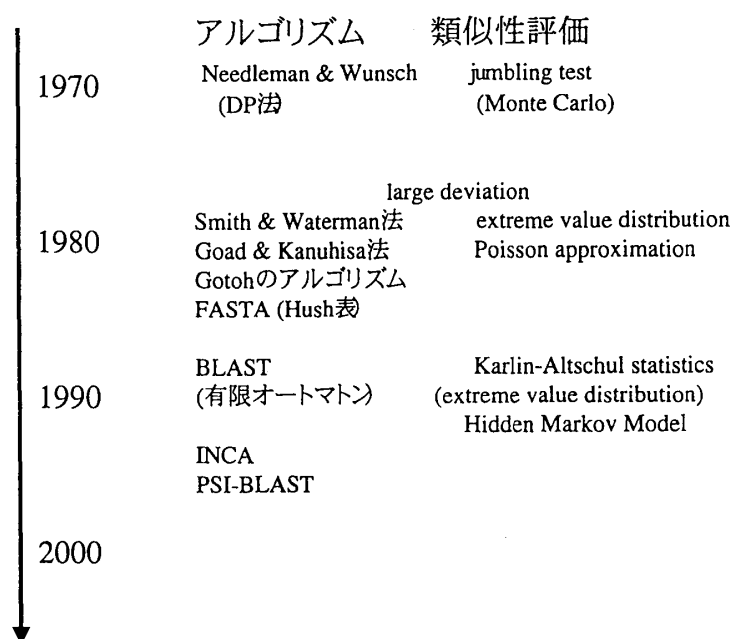 アルゴリズム 類似性評価
1970 Needleman & Wunsch jumbling test
(DP法) (Monte Carlo)
large deviation
Smith & Waterman法 extreme value distribution
1980 Goad & Kanuhisa法 Poisson approximation
Gotohのアルゴリズム
FASTA (Hush表)
BLAST Karlin-Altschul statistics
1990 (有限オートマトン) (extreme value distribution)
Hidden Markov Model
INCA
PSI-BLAST
2000